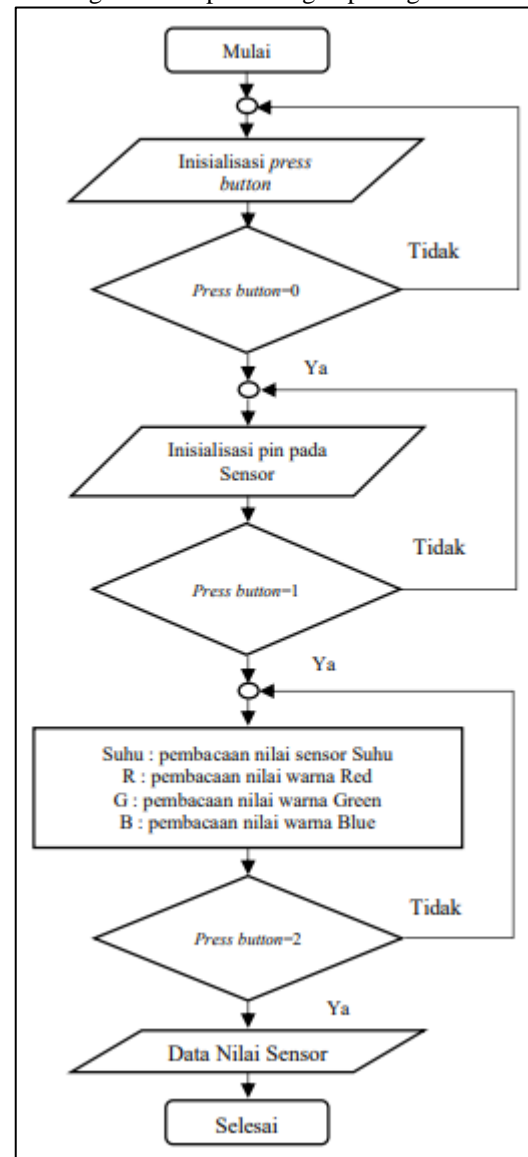 Mulai
Inisialisasi press
button
Tidak
Press button=0
Ya
Inisialisasi pin pada
Sensor
Tidak
Press button=1
Ya
Suhu : pembacaan nilai sensor Suhu
R : pembacaan nilai warna Red
G : pembacaan nilai warna Green
B : pembacaan nilai warna Blue
Tidak
Press button=2
Ya
Data Nilai Sensor
Selesai